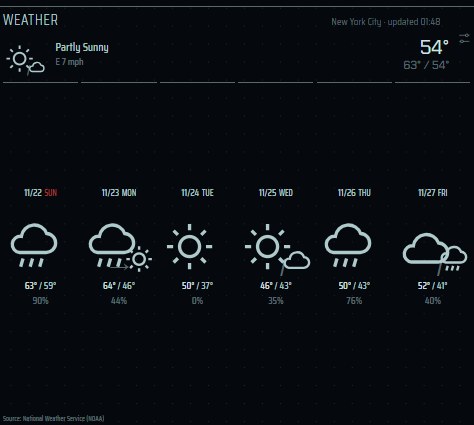 WEATHER
New York City · updated 01:48
Partly Sunny
E 7 mph
54°
63° / 54°
11/22 SUN
11/23 MON
11/24 TUE
11/25 WED
11/26 THU
11/27 FRI
63° / 59°
64° / 46°
50° / 37°
46° / 43°
50° / 43°
52° / 41°
90%
44%
0%
35%
76%
40%
Source: National Weather Service (NOAA)